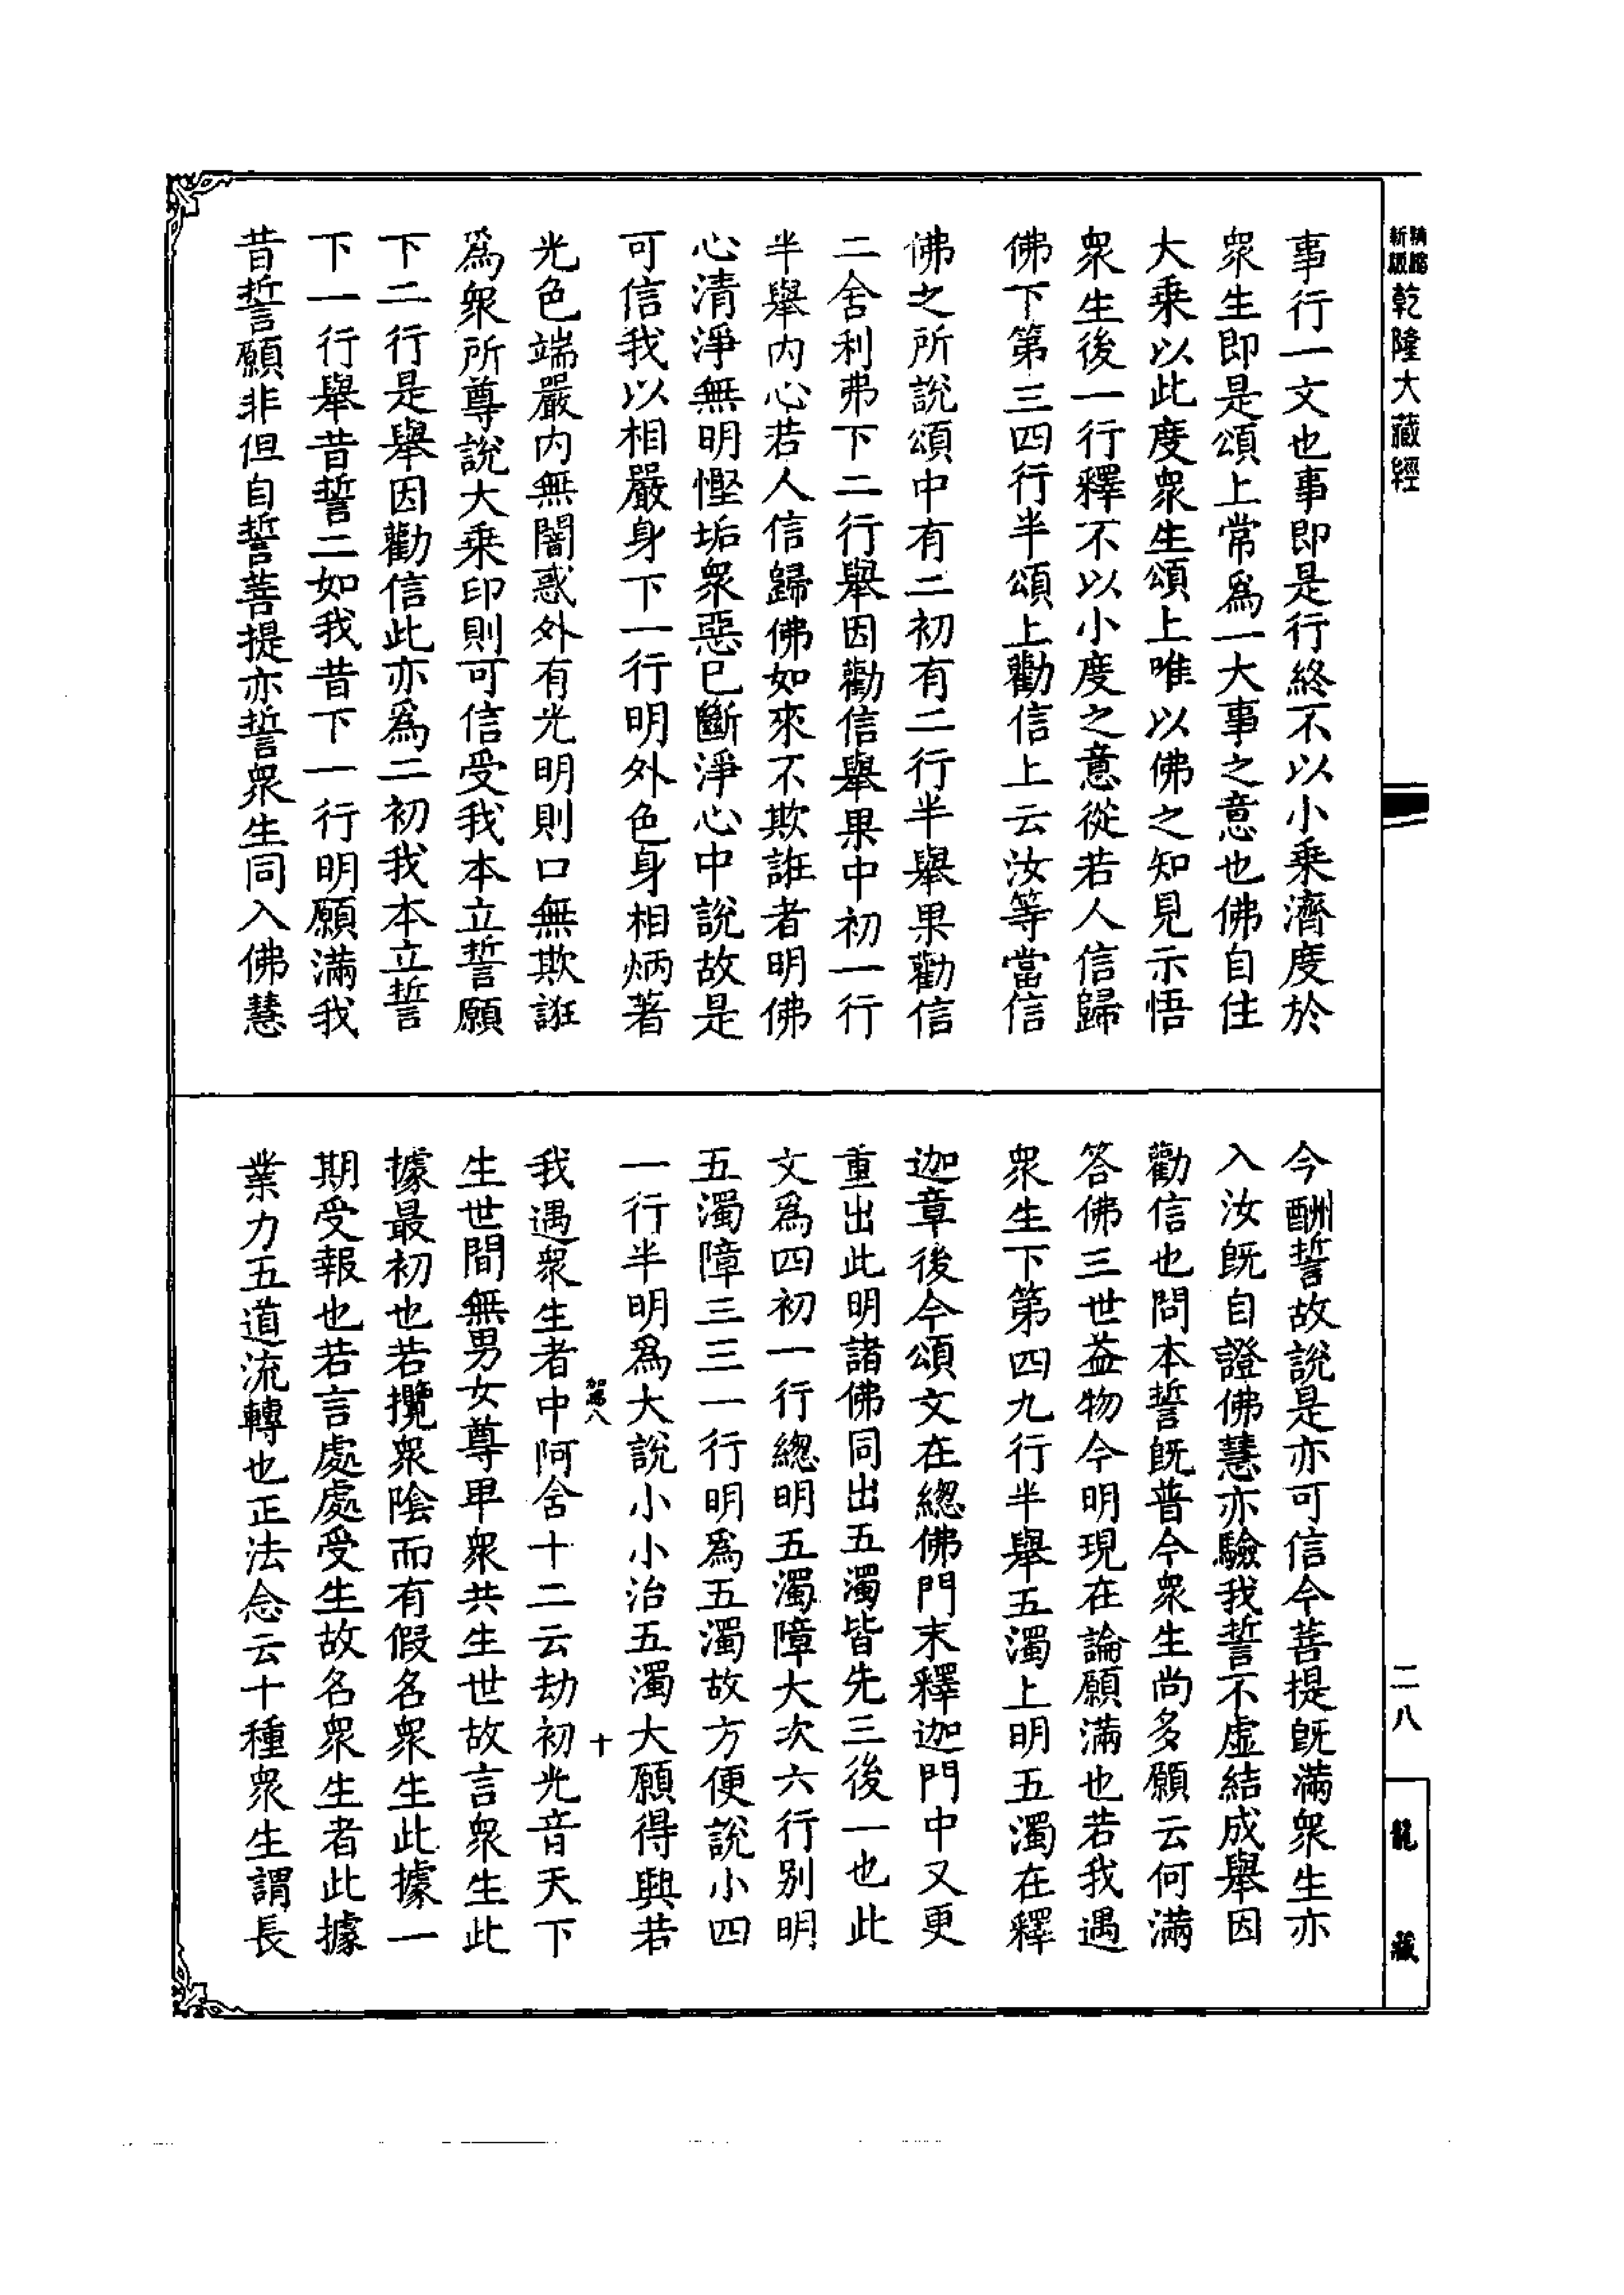 新編縮版乾隆大藏經
事行一文也事即是行終不以小乘濟度於
衆生即是頌上常爲一大事之意也佛自住
大乘以此度衆生頌上唯以佛之知見示悟
衆生後一行釋不以小度之意從若人信歸
佛下第三四行半頌上勸信上云汝等當信
佛之所說頌中有二初有二行半舉果勸信
二舍利弗下二行舉因勸信舉果中初一行
半舉內心若人信歸佛如來不欺誑者明佛
心清淨無明慳垢衆惡已斷淨心中說故是
可信我以相嚴身下一行明外色身相炳著
光色端嚴内無闇惑外有光明則口無欺誑
爲衆所尊說大乘印則可信受我本立誓願
下二行是舉因勸信此亦爲二初我本立誓
下一行舉昔誓二如我昔下一行明願滿我
昔誓願非但自誓菩提亦誓衆生同入佛慧
今酬誓故說是亦可信今菩提旣滿衆生亦
入汝旣自證佛慧亦驗我誓不虛結成舉因
勸信也問本誓旣普今衆生尚多願云何滿
答佛三世益物今明現在論願滿也若我遇
衆生下第四九行半舉五濁上明五濁在釋
迦章後今頌文在總佛門末釋迦門中又更
重出此明諸佛同出五濁皆先三後一也此
文爲四初一行總明五濁障大次六行別明
五濁障三三一行明爲五濁故方便說小四
一行半明爲大說小小治五濁大願得興若
我遇衆生者中阿含十二云劫初光音天下
生世間無男女尊卑衆共生世故言衆生此
據最初也若攬衆陰而有假名衆生此據一
期受報也若言處處受生故名衆生者此據
業力五道流轉也正法念云十種衆生謂長
十
二八
龍藏